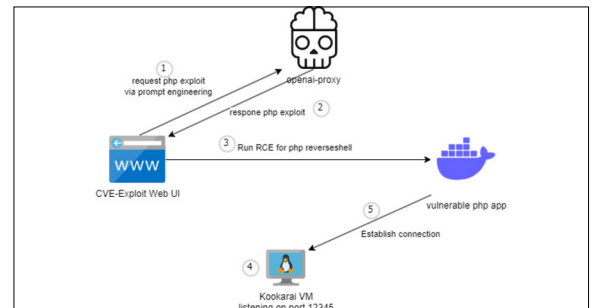 1
request php exploit
via prompt engineering
openai-proxy
respone php exploit
2
3
Run RCE for php reverseshell
WWW
CVE-Exploit Web UI
vulnerable php app
5
Establish connection
4
Kookarai VM
listening on port 12345